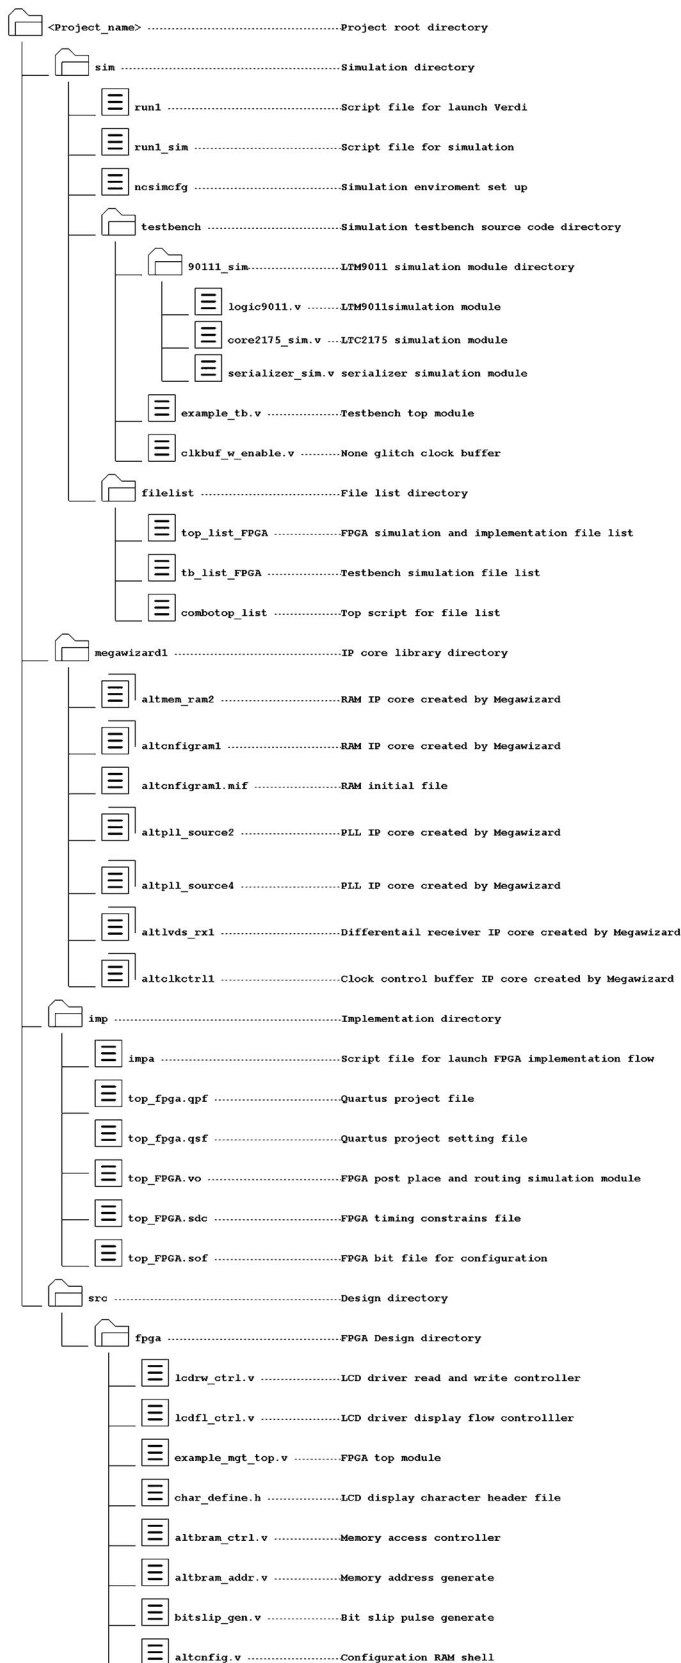 <Project_name> Project root directory
sim Simulation directory
run1 Script file for launch Verdi
run1_sim Script file for simulation
ncsimcfg Simulation enviroment set up
testbench Simulation testbench source code directory
90111_sim LTM9011 simulation module directory
logic9011.v LTM9011simulation module
core2175_sim.v LTC2175 simulation module
serializer_sim.v serializer simulation module
example_tb.v Testbench top module
clkbuf_w_enable.v None glitch clock buffer
filelist File list directory
top_list_FPGA FPGA simulation and implementation file list
tb_list_FPGA Testbench simulation file list
combotop_list Top script for file list
megawizard1 IP core library directory
altmem_ram2 RAM IP core created by Megawizard
altcnfigram1 RAM IP core created by Megawizard
altcnfigram1.mif RAM initial file
altpll_source2 PLL IP core created by Megawizard
altpll_source4 PLL IP core created by Megawizard
altlvds_rx1 Differentail receiver IP core created by Megawizard
altclkctrl1 Clock control buffer IP core created by Megawizard
imp Implementation directory
impa Script file for launch FPGA implementation flow
top_fpga.qpf Quartus project file
top_fpga.qsf Quartus project setting file
top_FPGA.vo FPGA post place and routing simulation module
top_FPGA.sdc FPGA timing constrains file
top_FPGA.sof FPGA bit file for configuration
src Design directory
fpga FPGA Design directory
lcdrw_ctrl.v LCD driver read and write controller
lcdfl_ctrl.v LCD driver display flow controlller
example_mgt_top.v FPGA top module
char_define.h LCD display character header file
altbram_ctrl.v Memory access controller
altbram_addr.v Memory address generate
bitslip_gen.v Bit slip pulse generate
altcnfig.v Configuration RAM shell